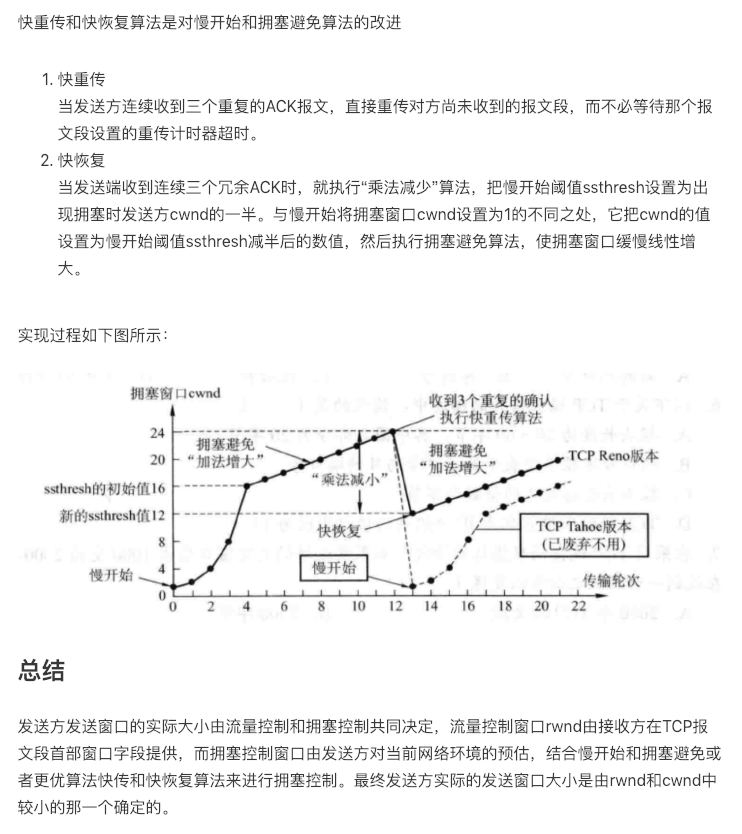 快重传和快恢复算法是对慢开始和拥塞避免算法的改进
1. 快重传
当发送方连续收到三个重复的ACK报文，直接重传对方尚未收到的报文段，而不必等待那个报
文段设置的重传计时器超时。
2. 快恢复
当发送端收到连续三个冗余ACK时，就执行“乘法减少”算法，把慢开始阈值ssthresh设置为出
现拥塞时发送方cwnd的一半。与慢开始将拥塞窗口cwnd设置为1的不同之处，它把cwnd的值
设置为慢开始阈值ssthresh减半后的数值，然后执行拥塞避免算法，使拥塞窗口缓慢线性增
大。
实现过程如下图所示：
拥塞窗口cwnd
收到3个重复的确认
执行快重传算法
24
拥塞避免
“加法增大”
拥塞避免
“加法增大”
20
TCP Reno版本
“乘法减小”
ssthresh的初始值16
新的ssthresh值12
快恢复
TCP Tahoe版本
(已废弃不用)
8
慢开始
慢开始
4
传输轮次
0
0 2 4 6 8 10 12 14 16 18 20 22
总结
发送方发送窗口的实际大小由流量控制和拥塞控制共同决定，流量控制窗口rwnd由接收方在TCP报
文段首部窗口字段提供，而拥塞控制窗口由发送方对当前网络环境的预估，结合慢开始和拥塞避免或
者更优算法快传和快恢复算法来进行拥塞控制。最终发送方实际的发送窗口大小是由rwnd和cwnd中
较小的那一个确定的。